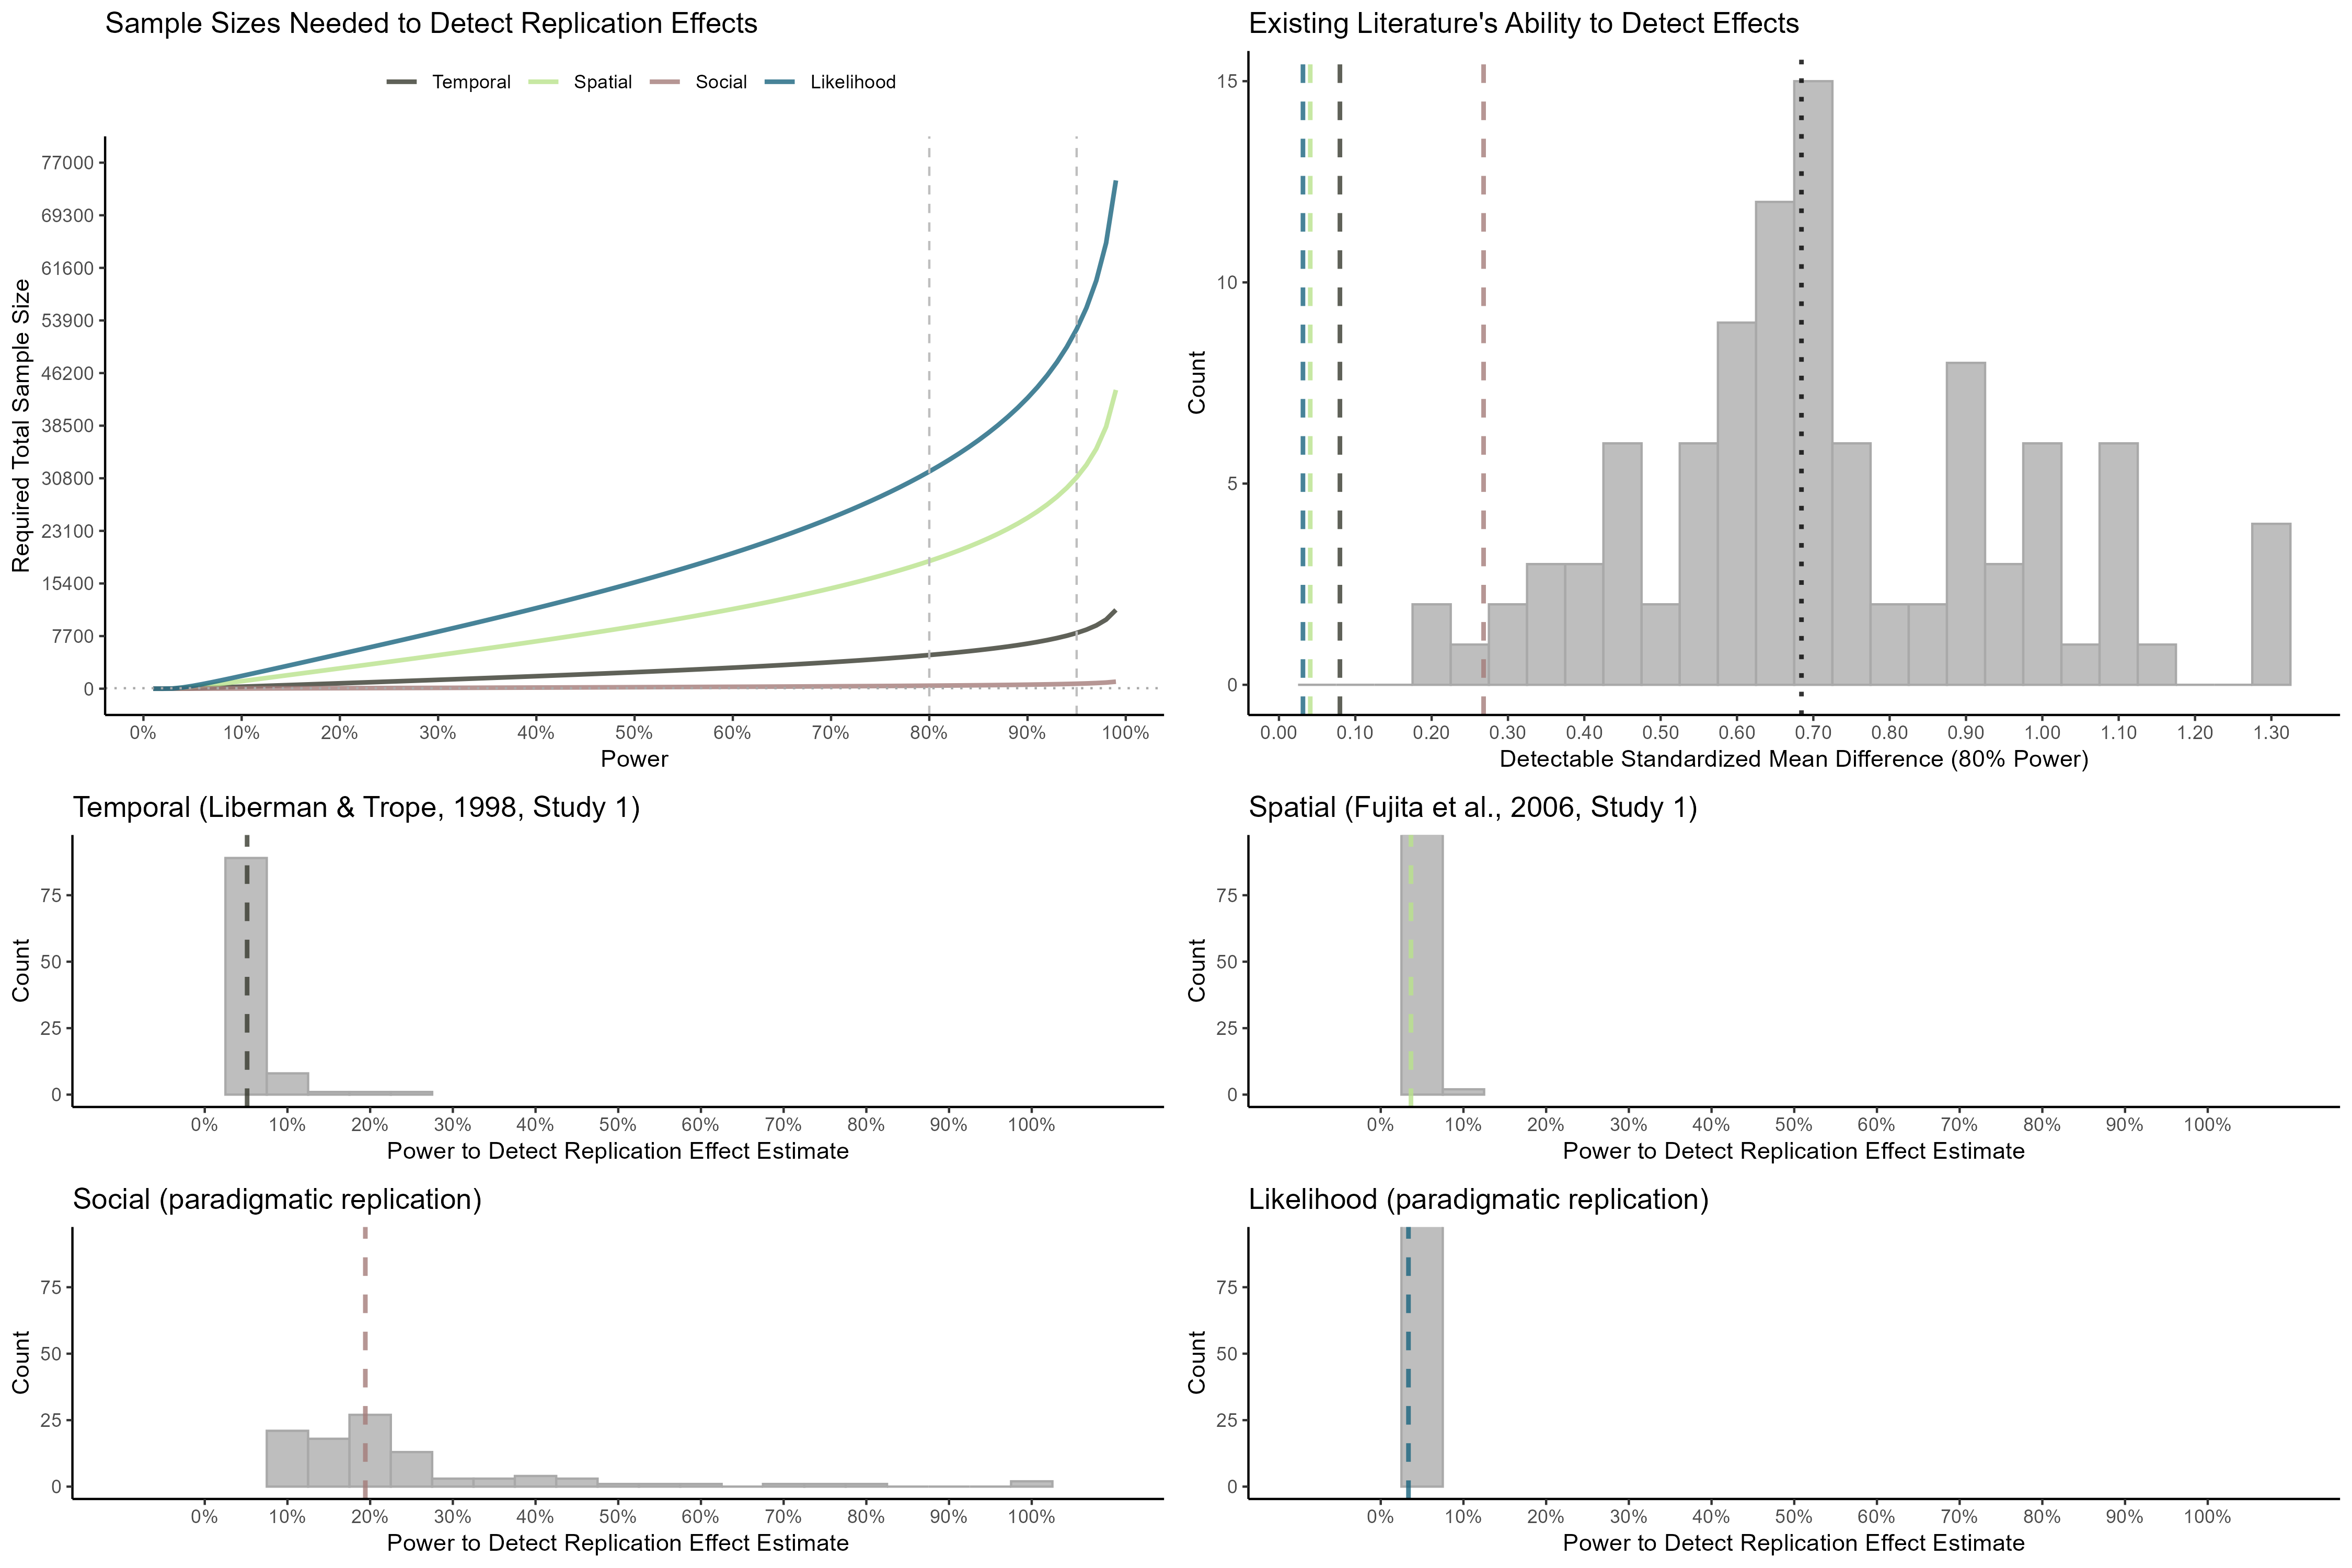 Sample Sizes Needed to Detect Replication Effects
Temporal Spatial Social Likelihood
Required Total Sample Size
77000
69300
61600
53900
46200
38500
30800
23100
15400
7700
0
0% 10% 20% 30% 40% 50% 60% 70% 80% 90% 100%
Power
Existing Literature's Ability to Detect Effects
Count
15
10
5
0
0.00 0.10 0.20 0.30 0.40 0.50 0.60 0.70 0.80 0.90 1.00 1.10 1.20 1.30
Detectable Standardized Mean Difference (80% Power)
Temporal (Liberman & Trope, 1998, Study 1)
Count
75
50
25
0
0% 10% 20% 30% 40% 50% 60% 70% 80% 90% 100%
Power to Detect Replication Effect Estimate
Spatial (Fujita et al., 2006, Study 1)
Count
75
50
25
0
0% 10% 20% 30% 40% 50% 60% 70% 80% 90% 100%
Power to Detect Replication Effect Estimate
Social (paradigmatic replication)
Count
75
50
25
0
0% 10% 20% 30% 40% 50% 60% 70% 80% 90% 100%
Power to Detect Replication Effect Estimate
Likelihood (paradigmatic replication)
Count
75
50
25
0
0% 10% 20% 30% 40% 50% 60% 70% 80% 90% 100%
Power to Detect Replication Effect Estimate